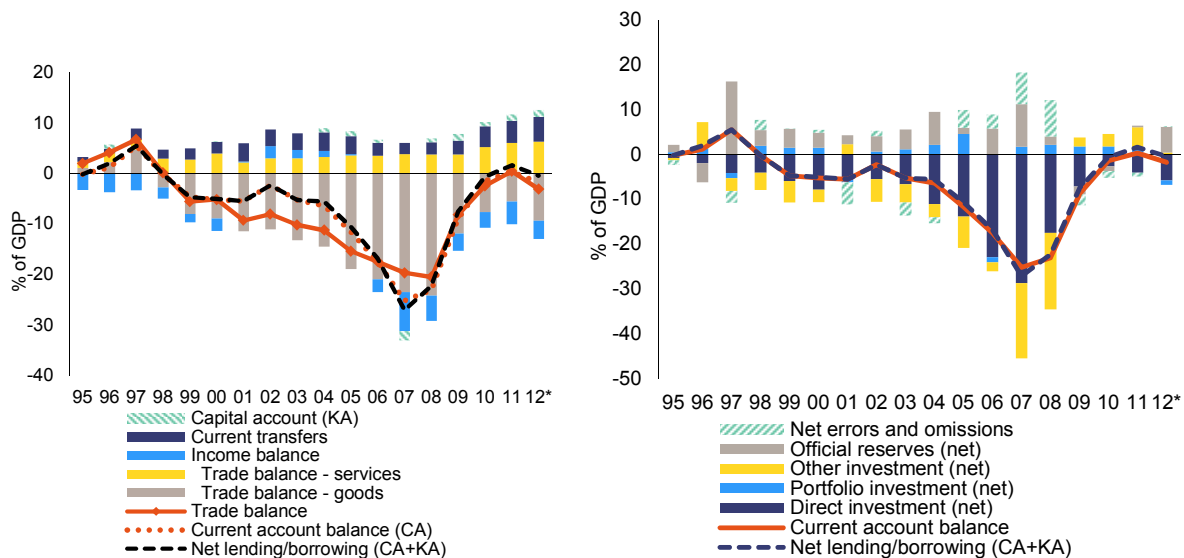 % of GDP
20
10
0
-10
-20
-30
-40
95 96 97 98 99 00 01 02 03 04 05 06 07 08 09 10 11 12*
Capital account (KA)
Current transfers
Income balance
Trade balance - services
Trade balance - goods
Trade balance
Current account balance (CA)
Net lending/borrowing (CA+KA)
% of GDP
30
20
10
0
-10
-20
-30
-40
-50
95 96 97 98 99 00 01 02 03 04 05 06 07 08 09 10 11 12*
Net errors and omissions
Official reserves (net)
Other investment (net)
Portfolio investment (net)
Direct investment (net)
Current account balance
Net lending/borrowing (CA+KA)